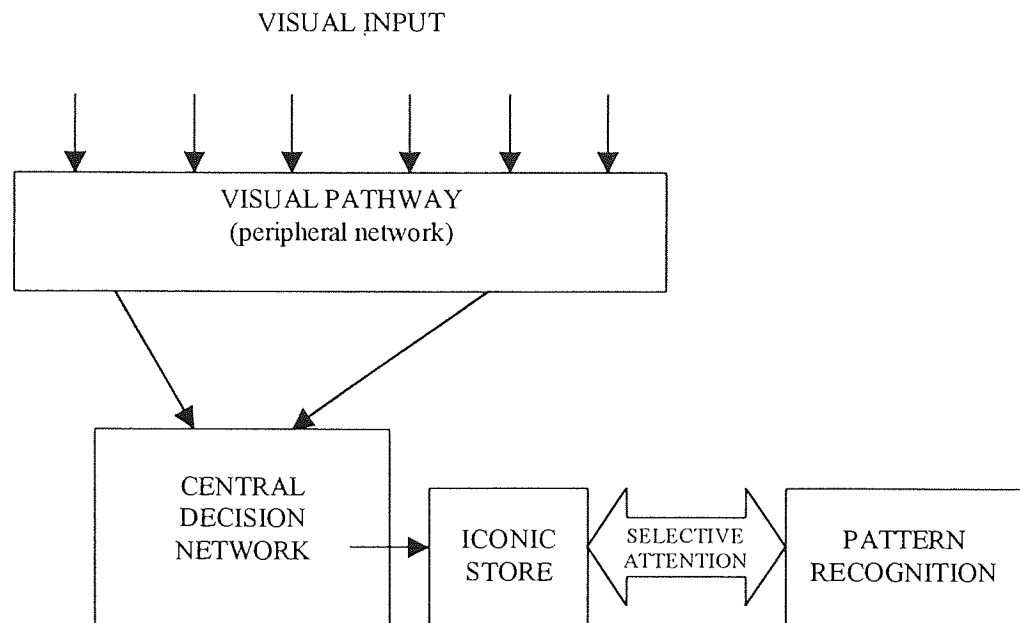 VISUAL INPUT
VISUAL PATHWAY
(peripheral network)
CENTRAL
DECISION
NETWORK
ICONIC
STORE
SELECTIVE
ATTENTION
PATTERN
RECOGNITION